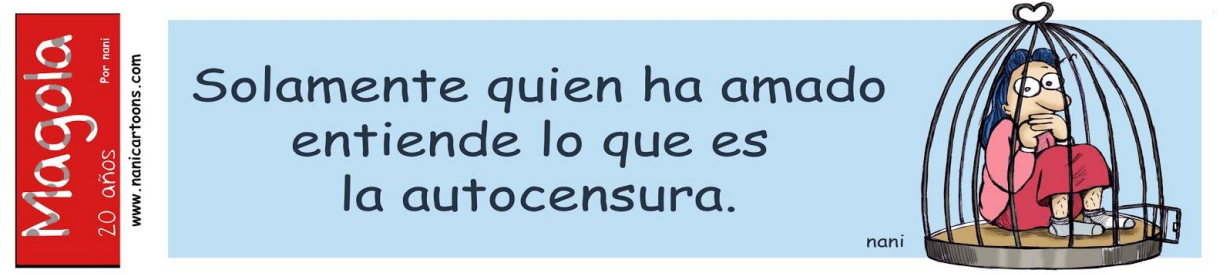 Magola
Por nani
20 años
www.nanicartoons.com
Solamente quien ha amado
entiende lo que es
la autocensura.
nani